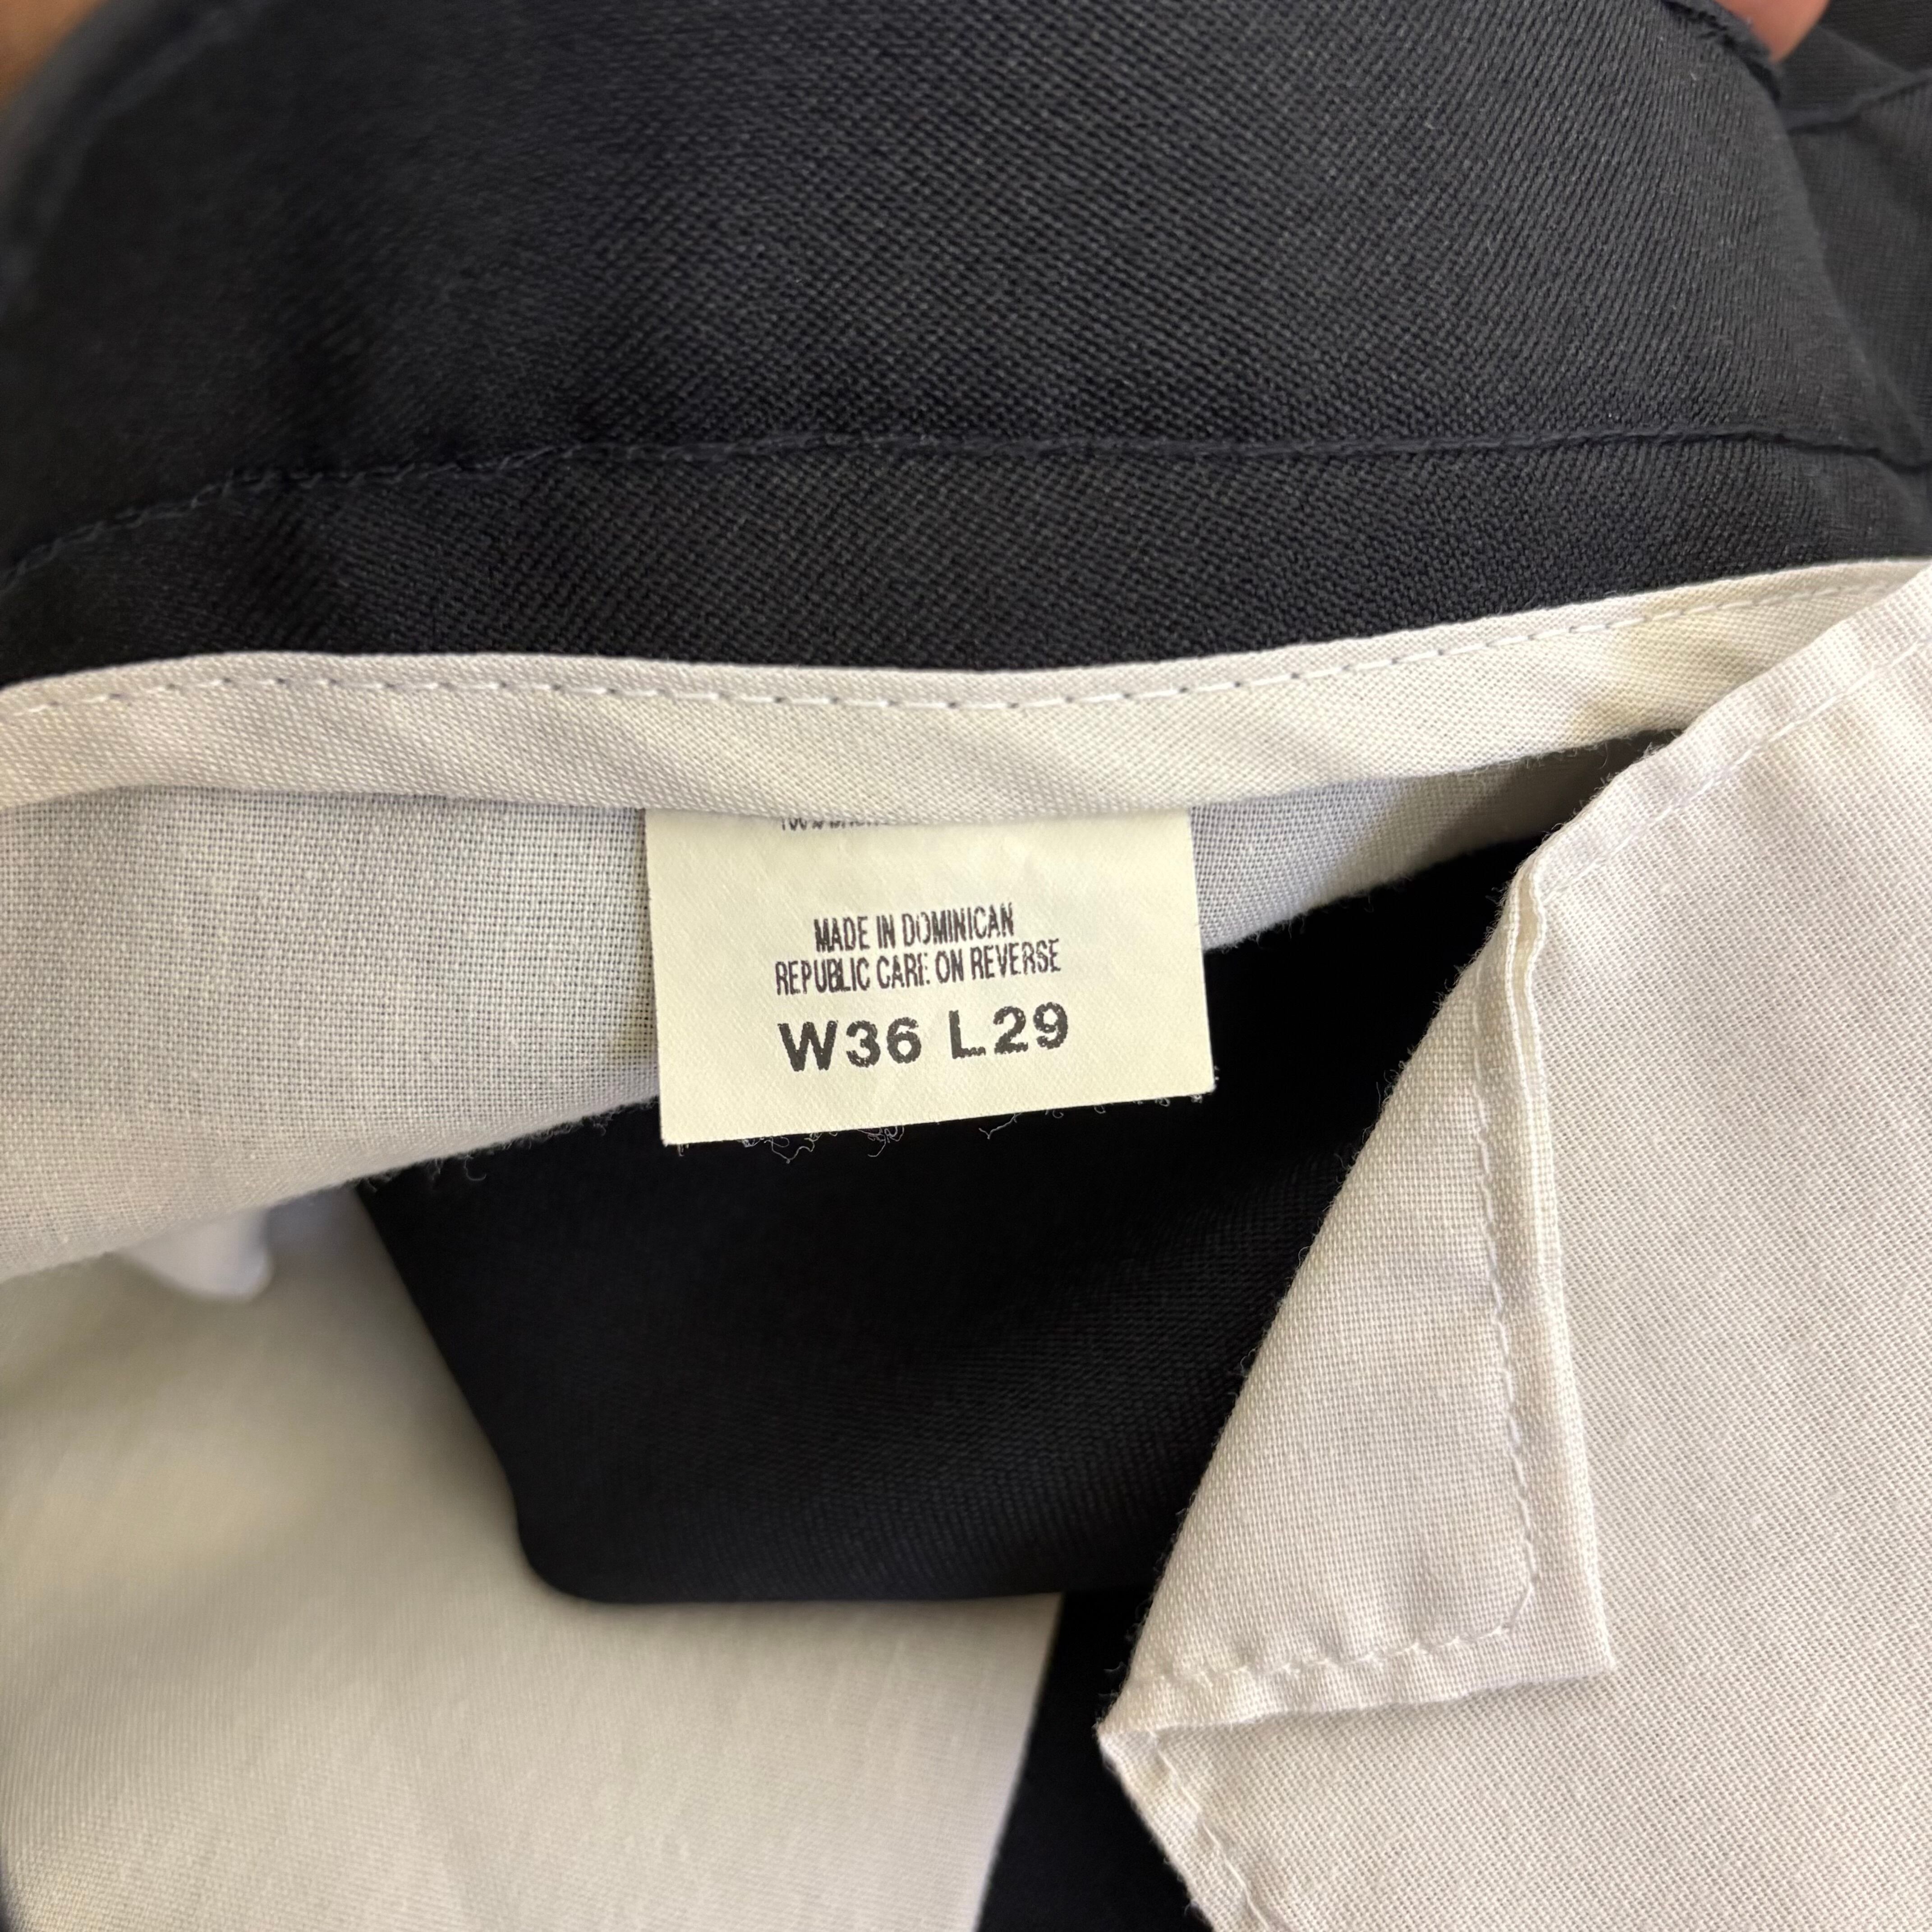 MADE IN DOMINICAN
REPUBLIC CARE ON REVERSE
W36 L29